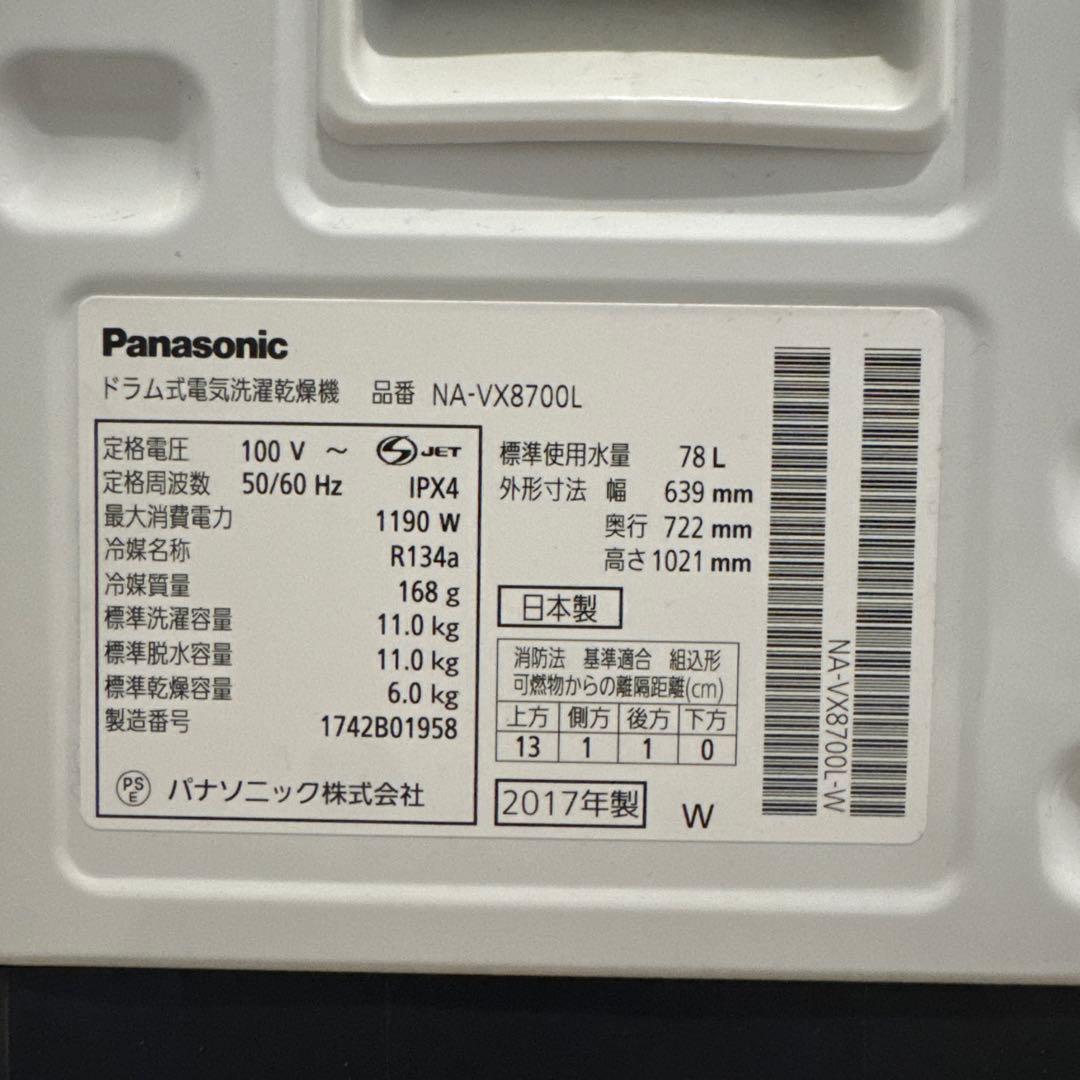 Panasonic
ドラム式電気洗濯乾燥機 品番 NA-VX8700L
定格電圧 100 V ～ S JET
定格周波数 50/60 Hz IPX4
最大消費電力 1190 W
冷媒名称 R134a
冷媒質量 168 g
標準洗濯容量 11.0 kg
標準脱水容量 11.0 kg
標準乾燥容量 6.0 kg
製造番号 1742B01958
PS E パナソニック株式会社
標準使用水量 78 L
外形寸法 幅 639 mm
奥行 722 mm
高さ 1021 mm
日本製
消防法 基準適合 組込形
可燃物からの離隔距離(cm)
上方 側方 後方 下方
13 1 1 0
2017年製 W
NA-VX8700L-W